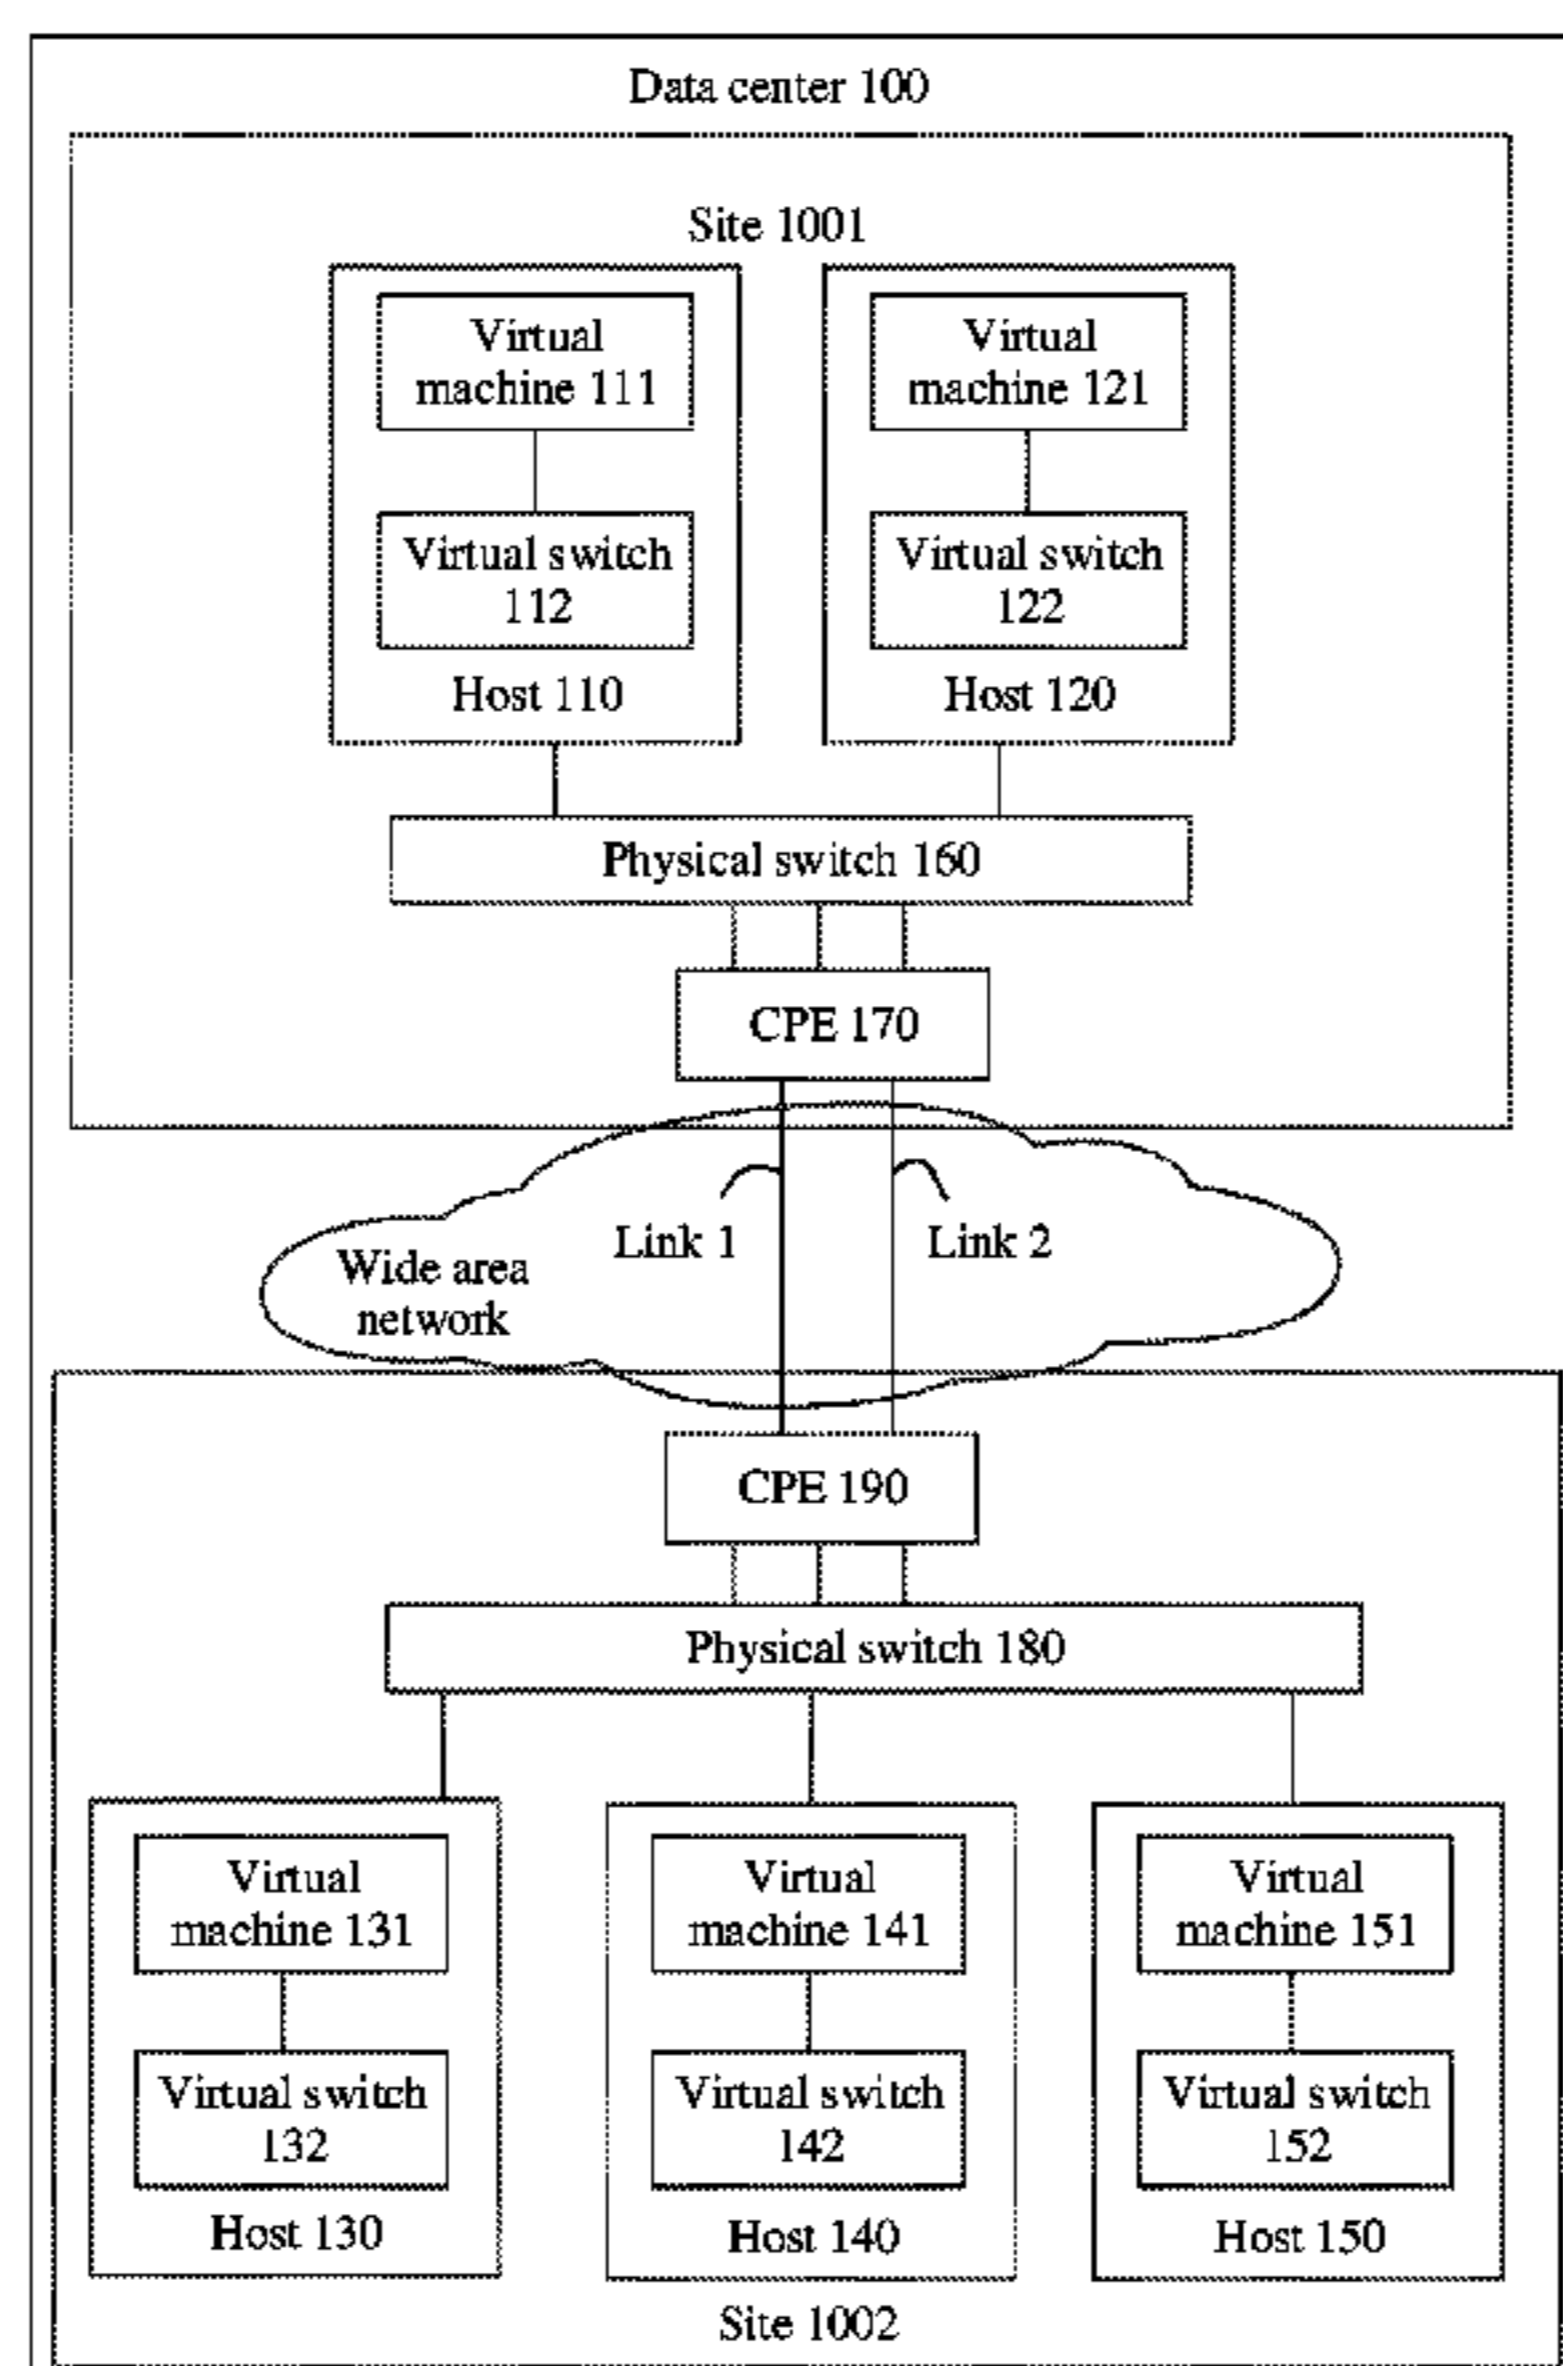 Data center 100
Site 1001
Virtual
machine 111
Virtual switch
112
Host 110
Virtual
machine 121
Virtual switch
122
Host 120
Physical switch 160
CPE 170
Link 1
Link 2
Wide area
network
CPE 190
Physical switch 180
Virtual
machine 131
Virtual switch
132
Host 130
Virtual
machine 141
Virtual switch
142
Host 140
Virtual
machine 151
Virtual switch
152
Host 150
Site 1002